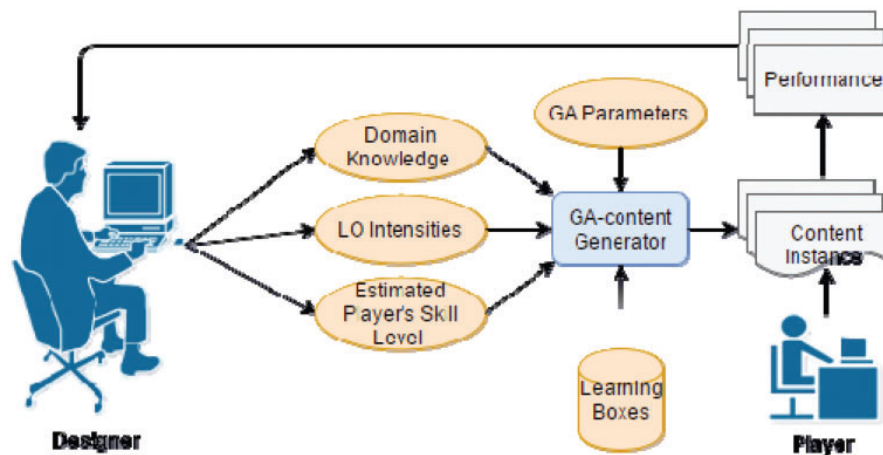 Performance
GA Parameters
Domain
Knowledge
LO Intensities
GA-content
Generator
Content
Instance
Estimated
Player's Skill
Level
Learning
Boxes
Designer
Player